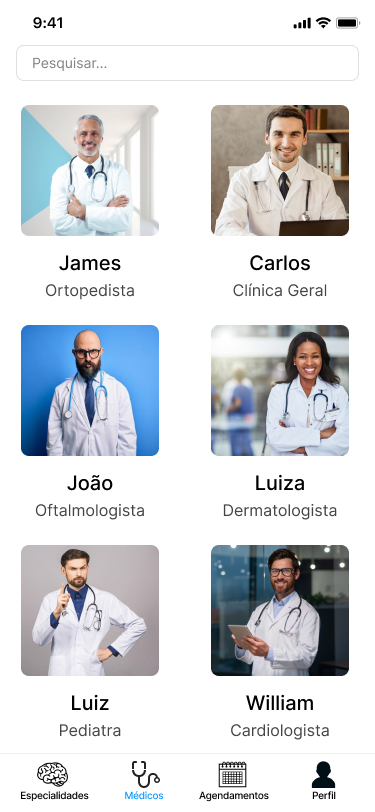 9:41
Pesquisar...
James
Carlos
Ortopedista
Clínica Geral
João
Luiza
Oftalmologista
Dermatologista
Luiz
William
Pediatra
Cardiologista
Especialidades
Médicos
Agendamentos
Perfil